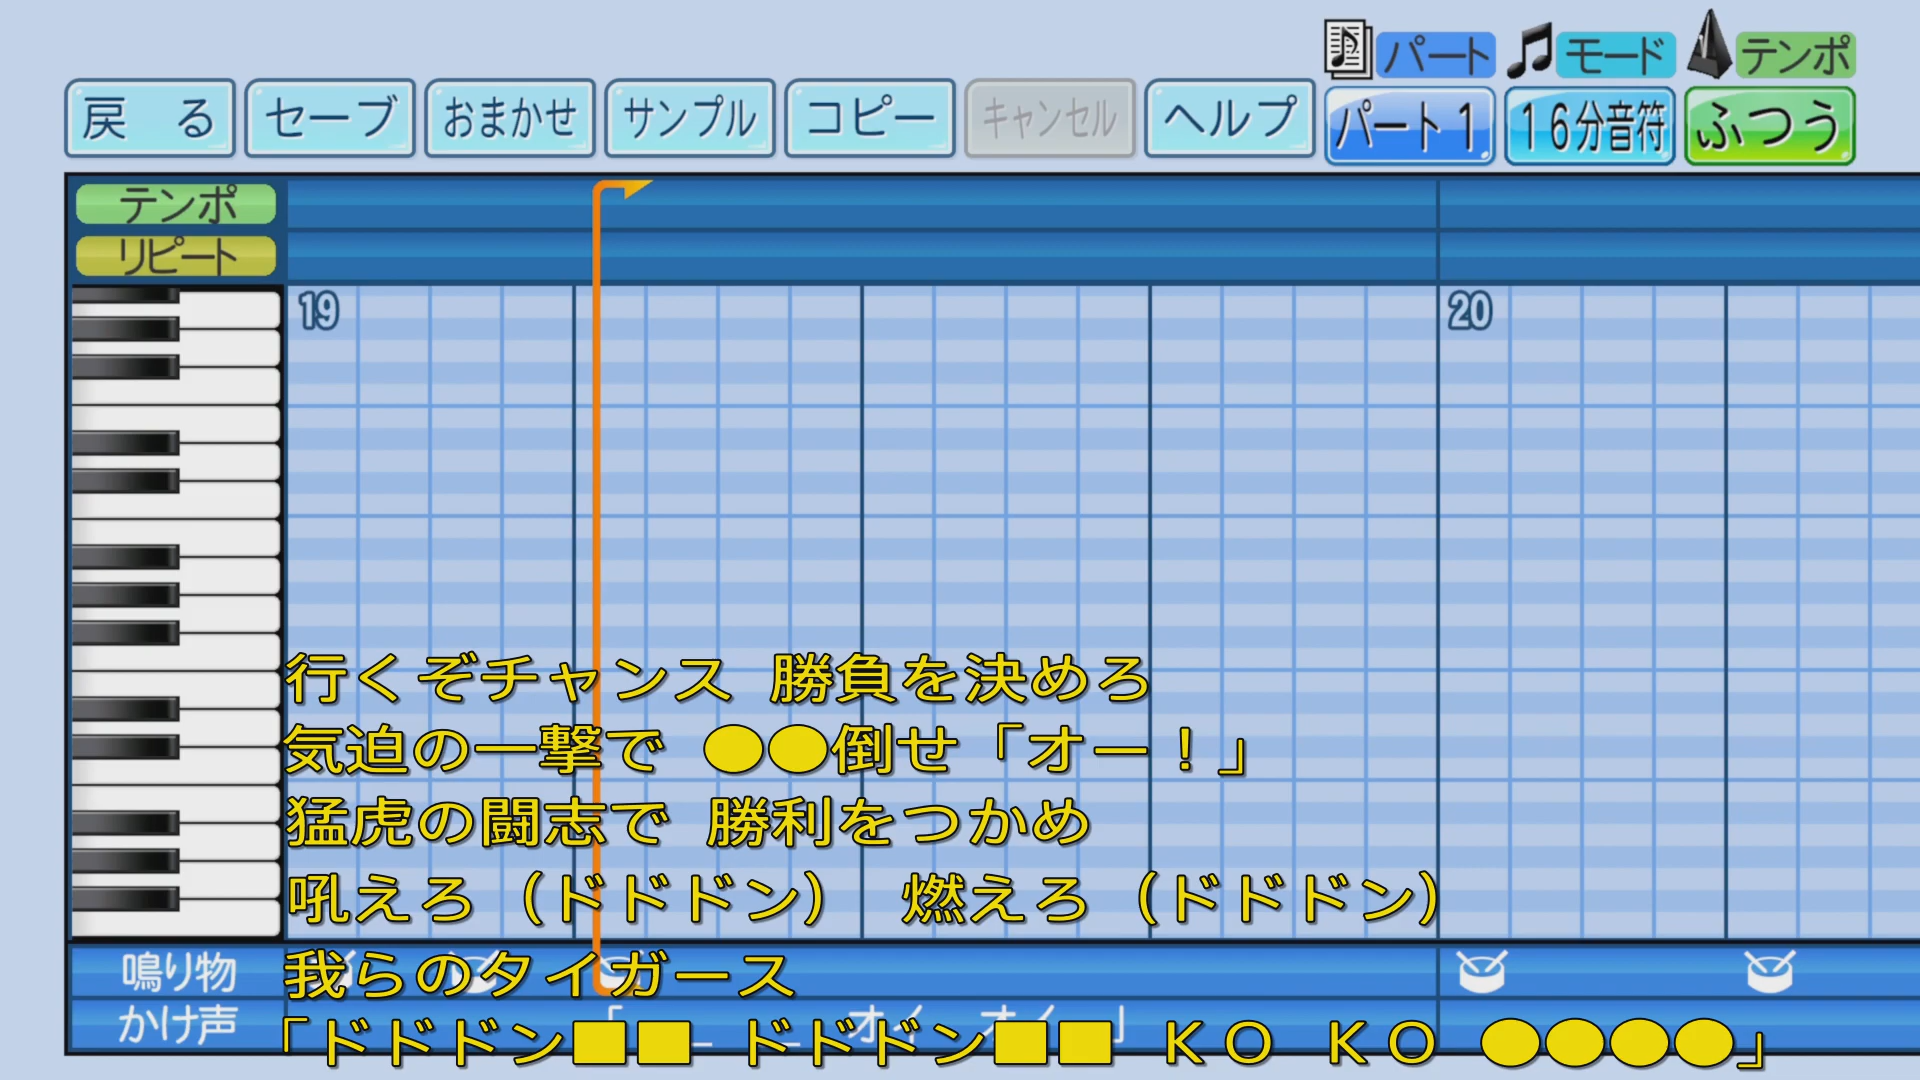 パート モード テンポ
戻 る セーブ おまかせ サンプル コピー キャンセル ヘルプ パート1 16分音符 ふつう
テンポ
リピート
19 20
行くぞチャンス 勝負を決めろ
気迫の一撃で ●●倒せ「オー！」
猛虎の闘志で 勝利をつかめ
吼えろ（ドドドン） 燃えろ（ドドドン）
鳴り物
我らのタイガース
かけ声
「ドドドン■■ ドドドン■■ ＫＯ ＫＯ ●●●●」